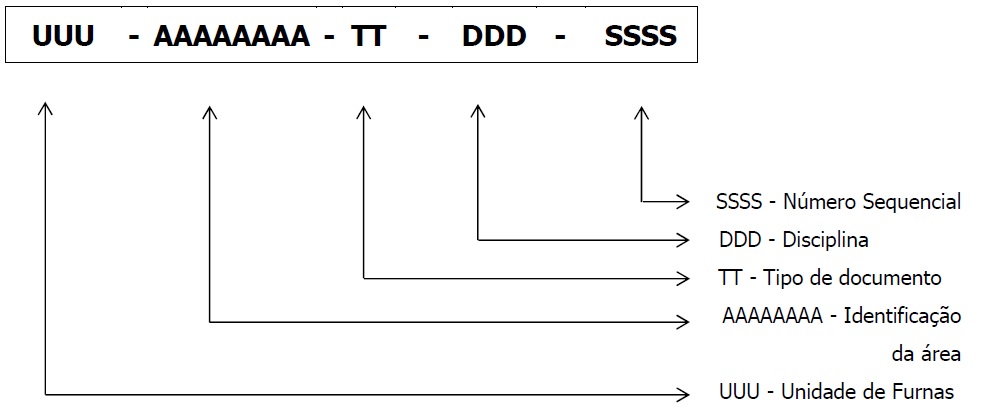 UUU - AAAAAAAA - TT - DDD - SSSS
SSSS - Número Sequencial
DDD - Disciplina
TT - Tipo de documento
AAAAAAAA - Identificação
da área
UUU - Unidade de Furnas